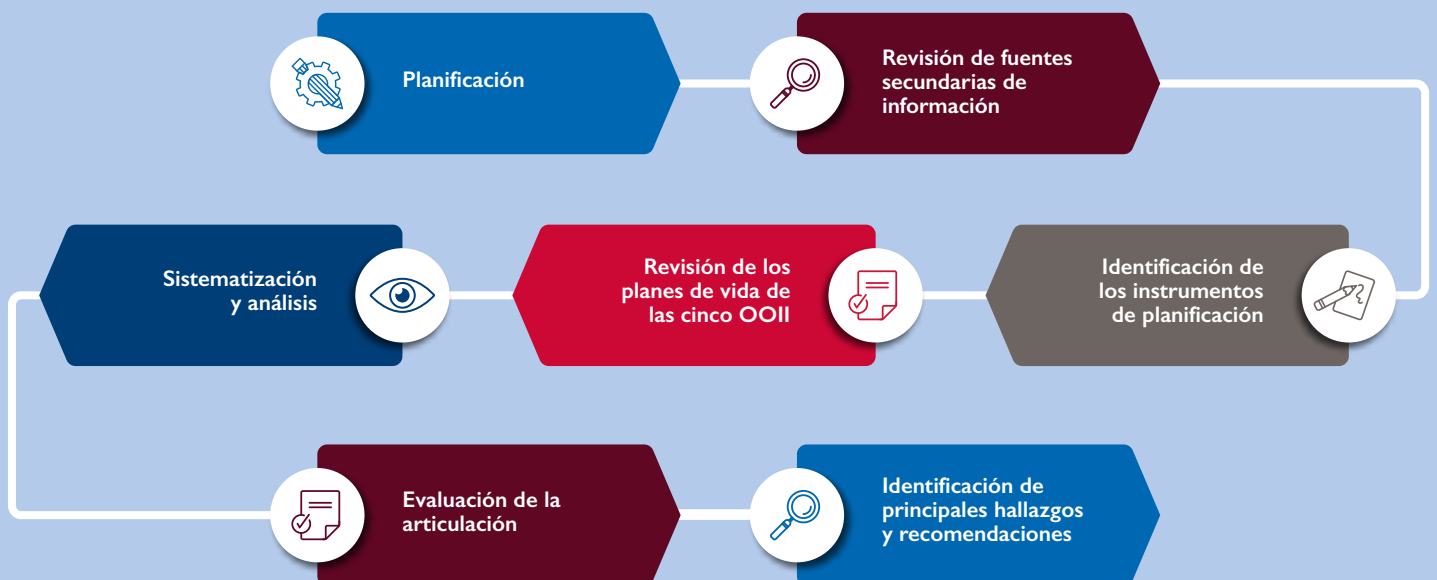 Planificación
Revisión de fuentes
secundarias de
información
Identificación de
los instrumentos
de planificación
Revisión de los
planes de vida de
las cinco OOII
Sistematización
y análisis
Evaluación de la
articulación
Identificación de
principales hallazgos
y recomendaciones